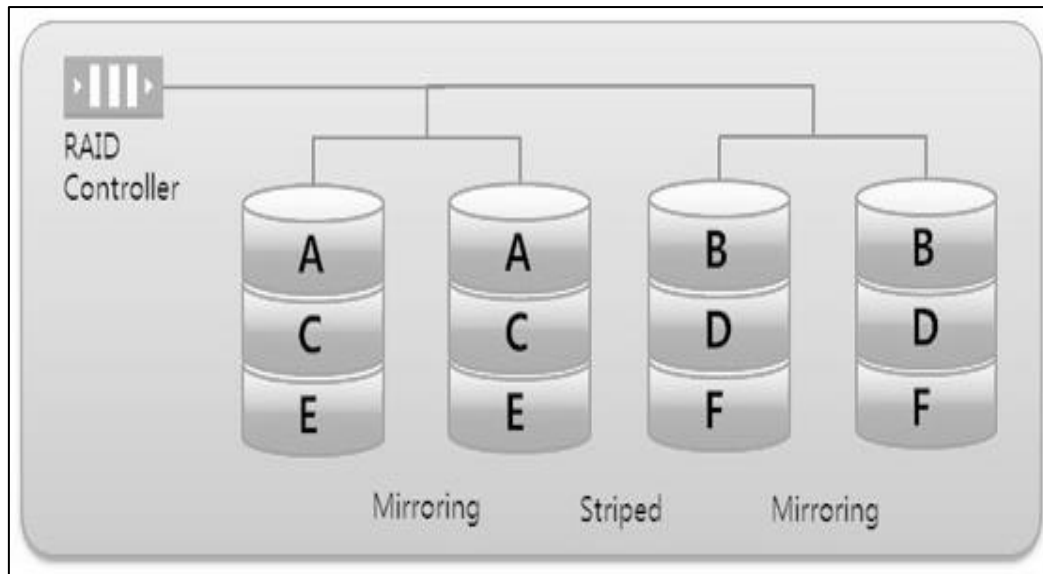 RAID
Controller
A A B B
C C D D
E E F F
Mirroring Striped Mirroring